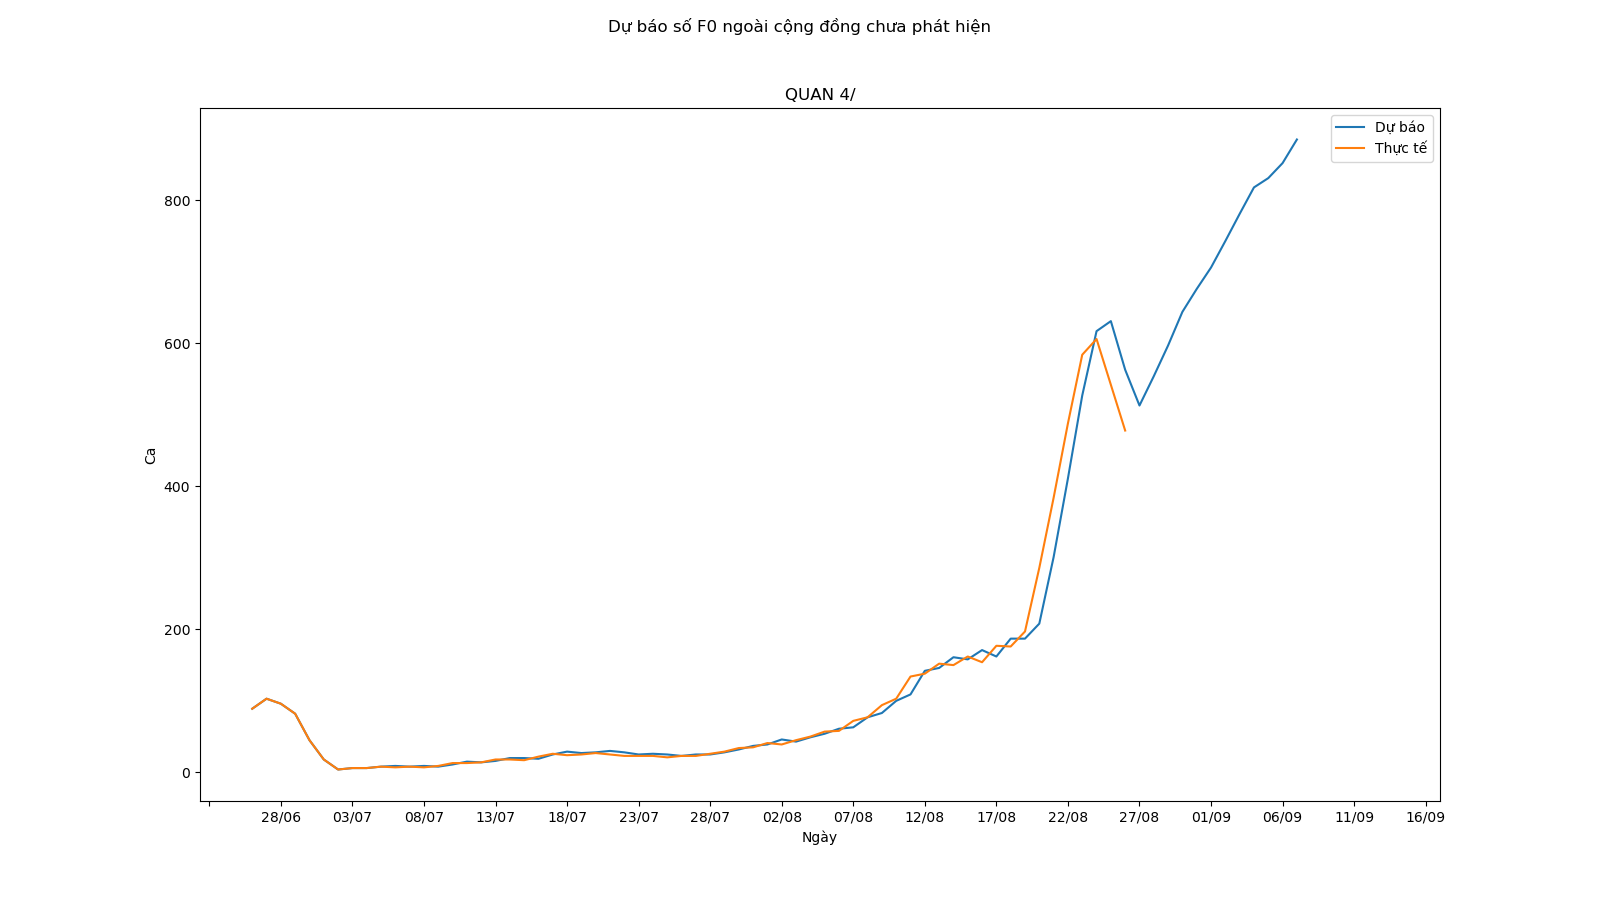 Dự báo số F0 ngoài cộng đồng chưa phát hiện
QUAN 4/
Dự báo
Thực tế
800
600
400
200
0
Ca
28/06 03/07 08/07 13/07 18/07 23/07 28/07 02/08 07/08 12/08 17/08 22/08 27/08 01/09 06/09 11/09 16/09
Ngày